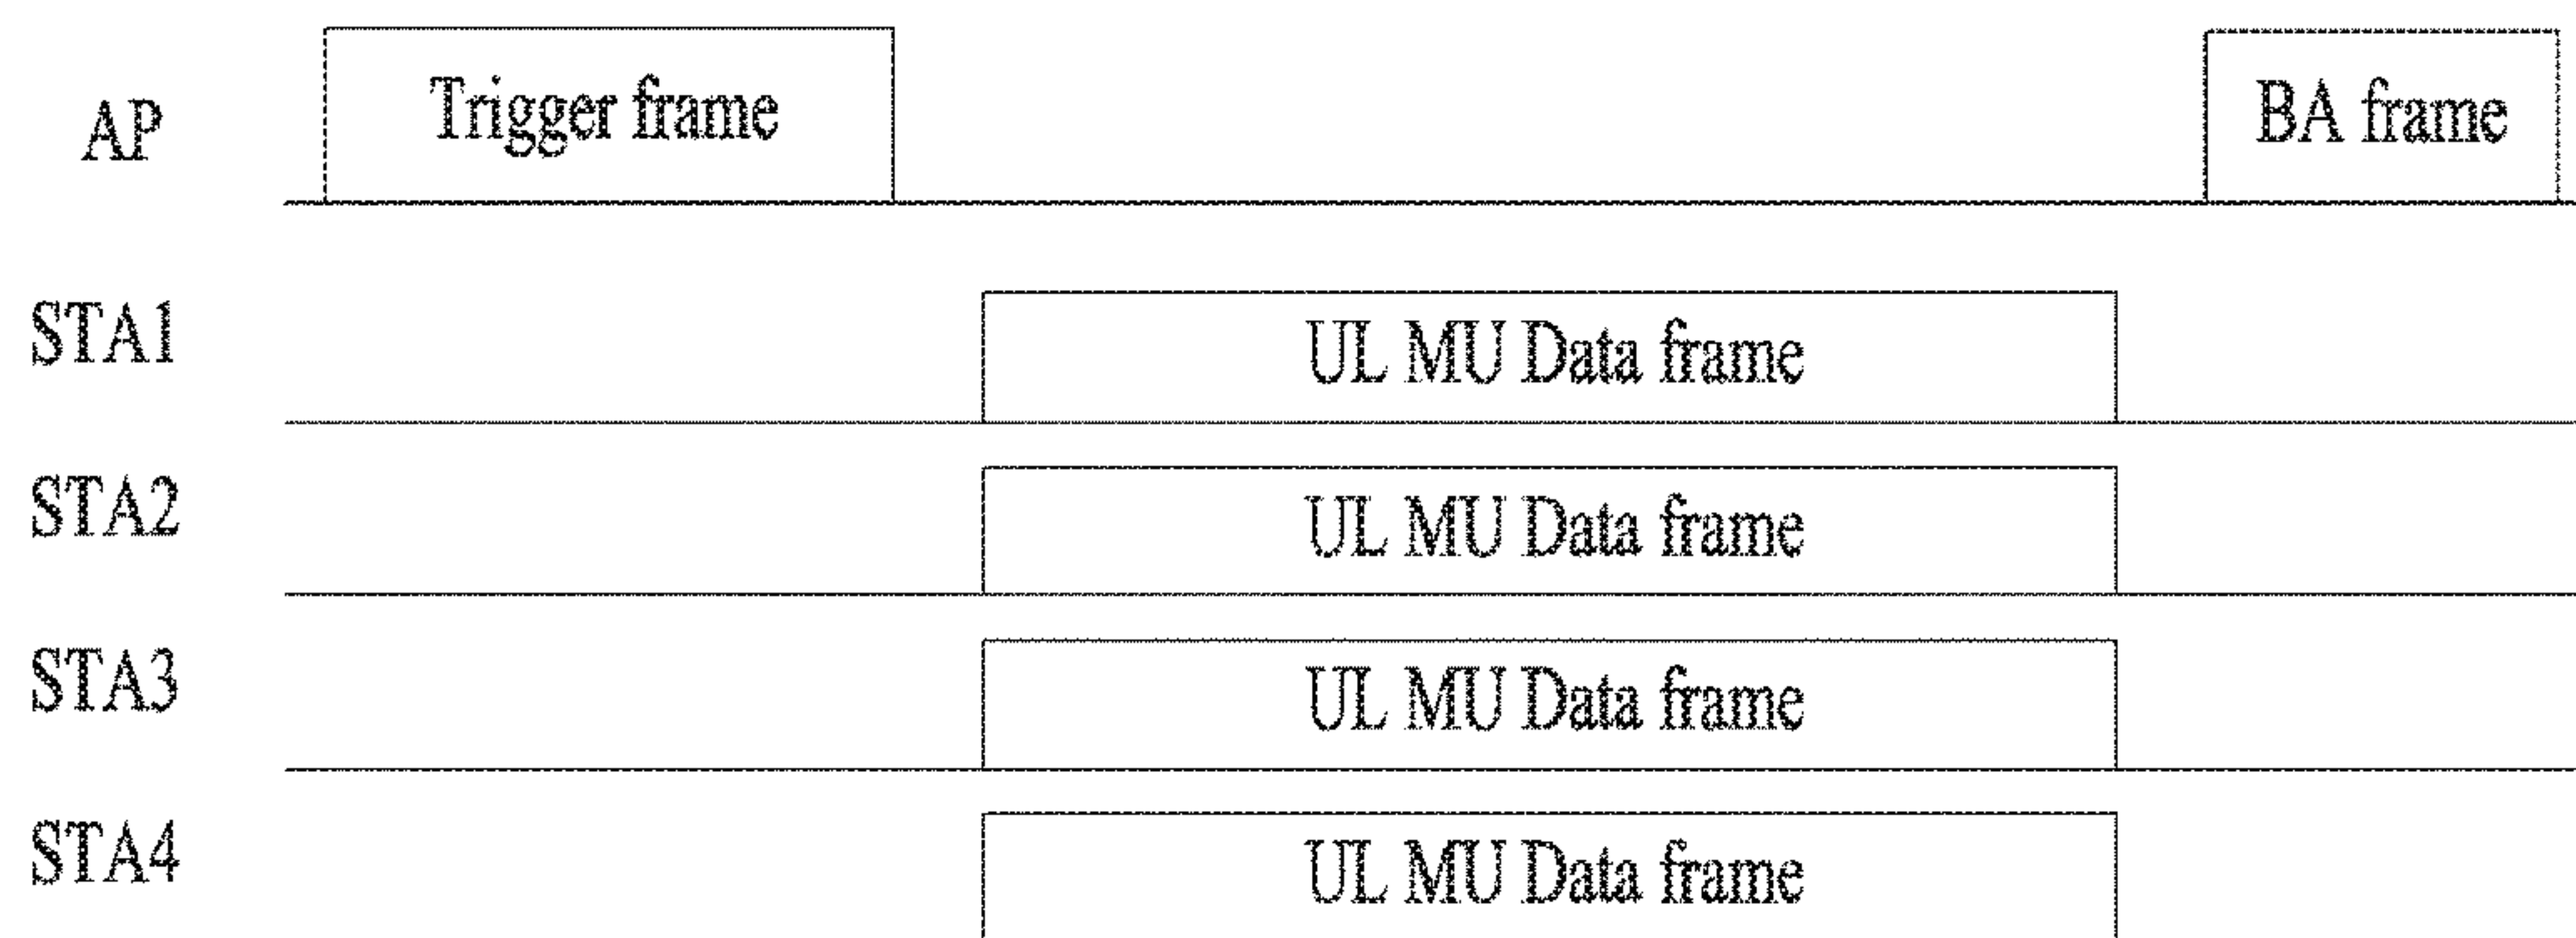 AP Trigger frame BA frame
STA1 UL MU Data frame
STA2 UL MU Data frame
STA3 UL MU Data frame
STA4 UL MU Data frame